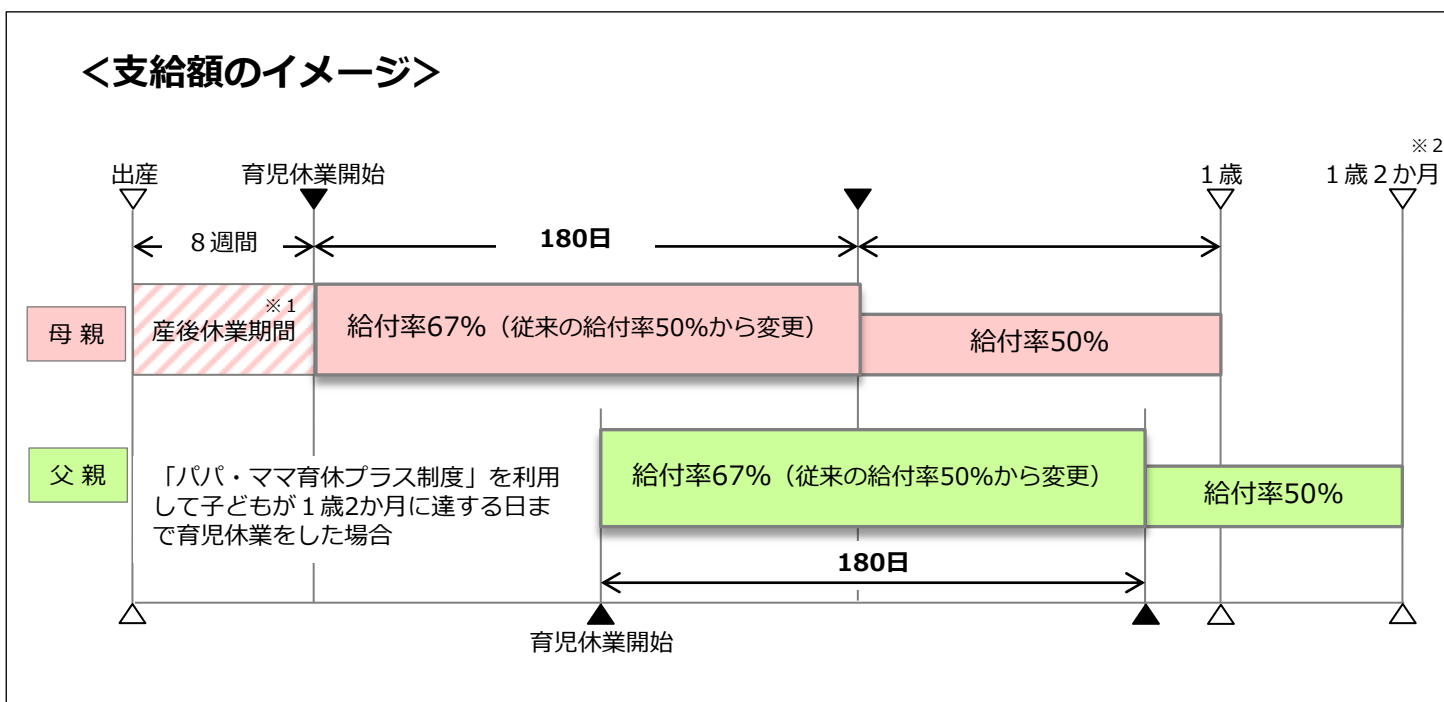 ＜支給額のイメージ＞
※２
出産
育児休業開始
１歳
１歳２か月
８週間
180日
母 親
※１
産後休業期間
給付率67%（従来の給付率50%から変更）
給付率50%
父 親
「パパ・ママ育休プラス制度」を利用
して子どもが１歳2か月に達する日ま
で育児休業をした場合
給付率67%（従来の給付率50%から変更）
給付率50%
180日
育児休業開始